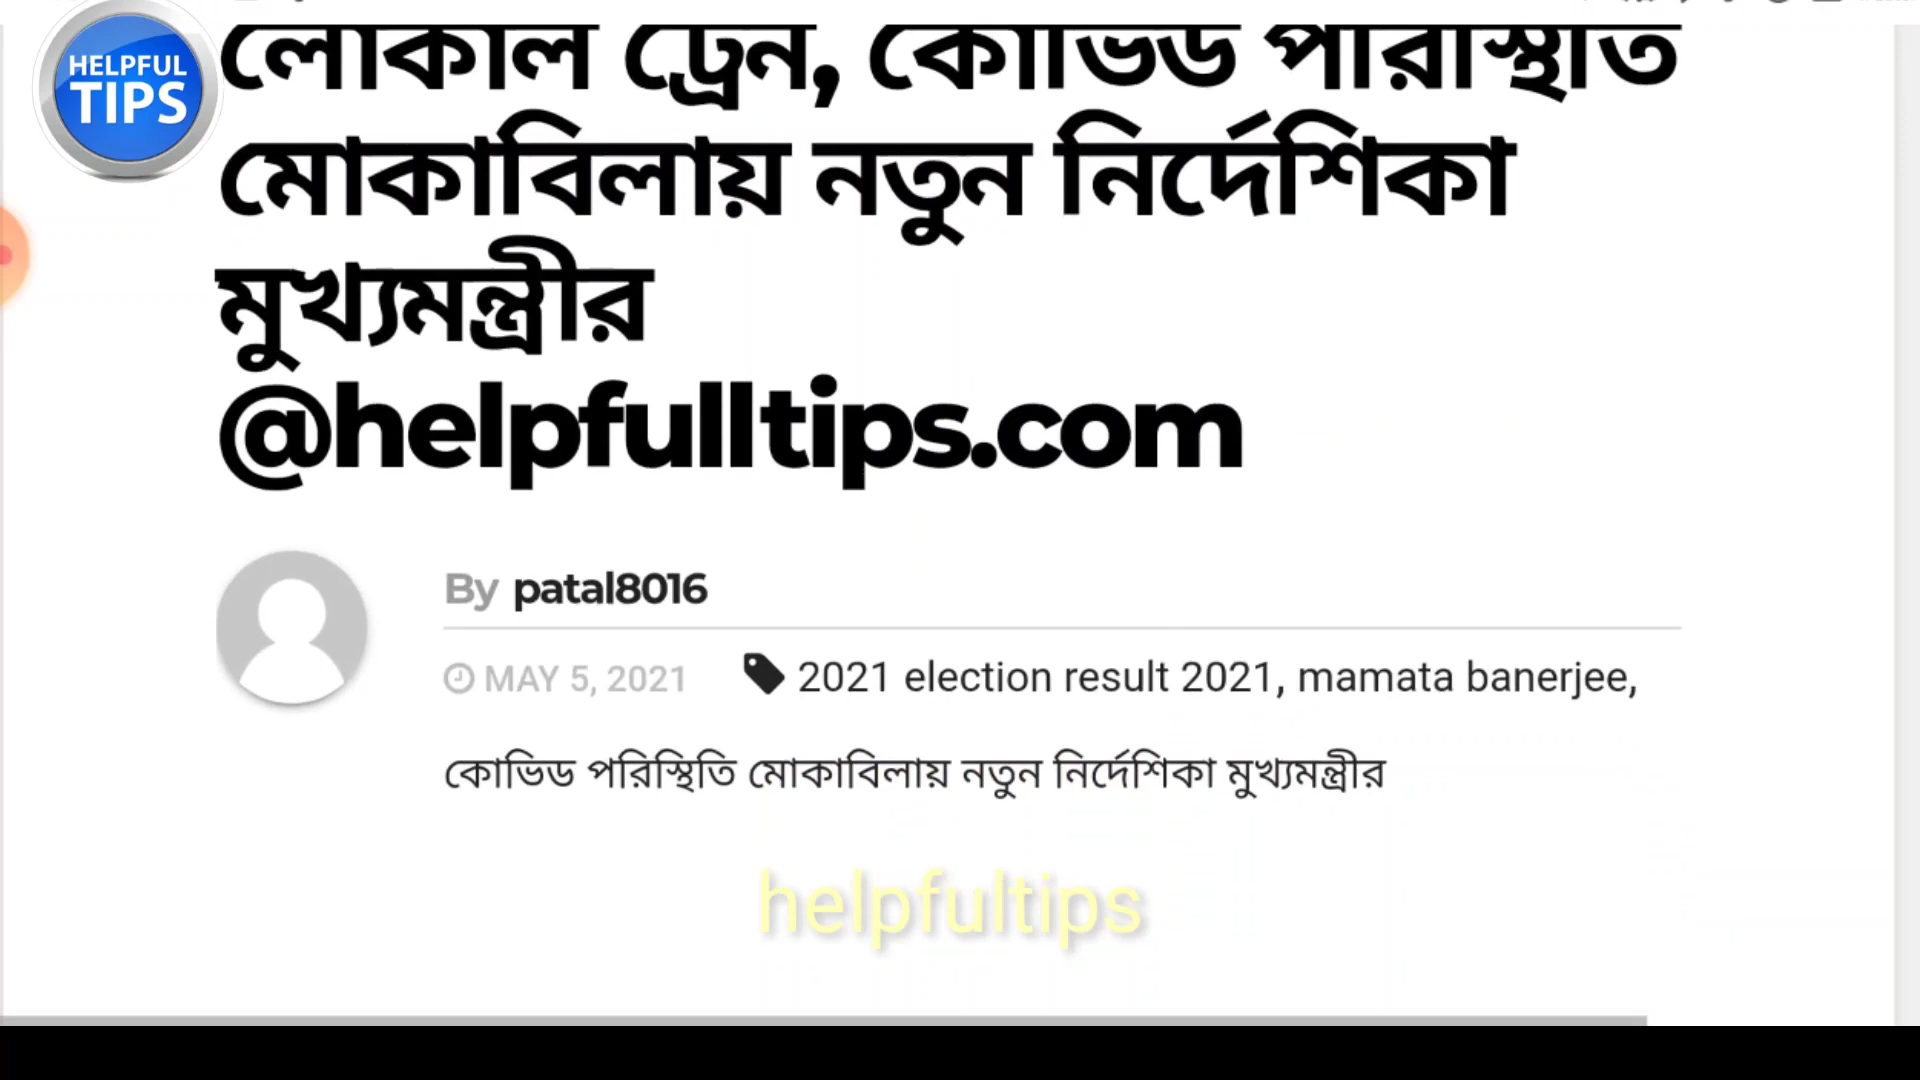 HELPFUL
TIPS
লোকাল ট্রেন, কোভিড পরিস্থিতি
মোকাবিলায় নতুন নির্দেশিকা
মুখ্যমন্ত্রীর
@helpfulltips.com
By patal8016
MAY 5, 2021 2021 election result 2021, mamata banerjee,
কোভিড পরিস্থিতি মোকাবিলায় নতুন নির্দেশিকা মুখ্যমন্ত্রীর
helpfultips